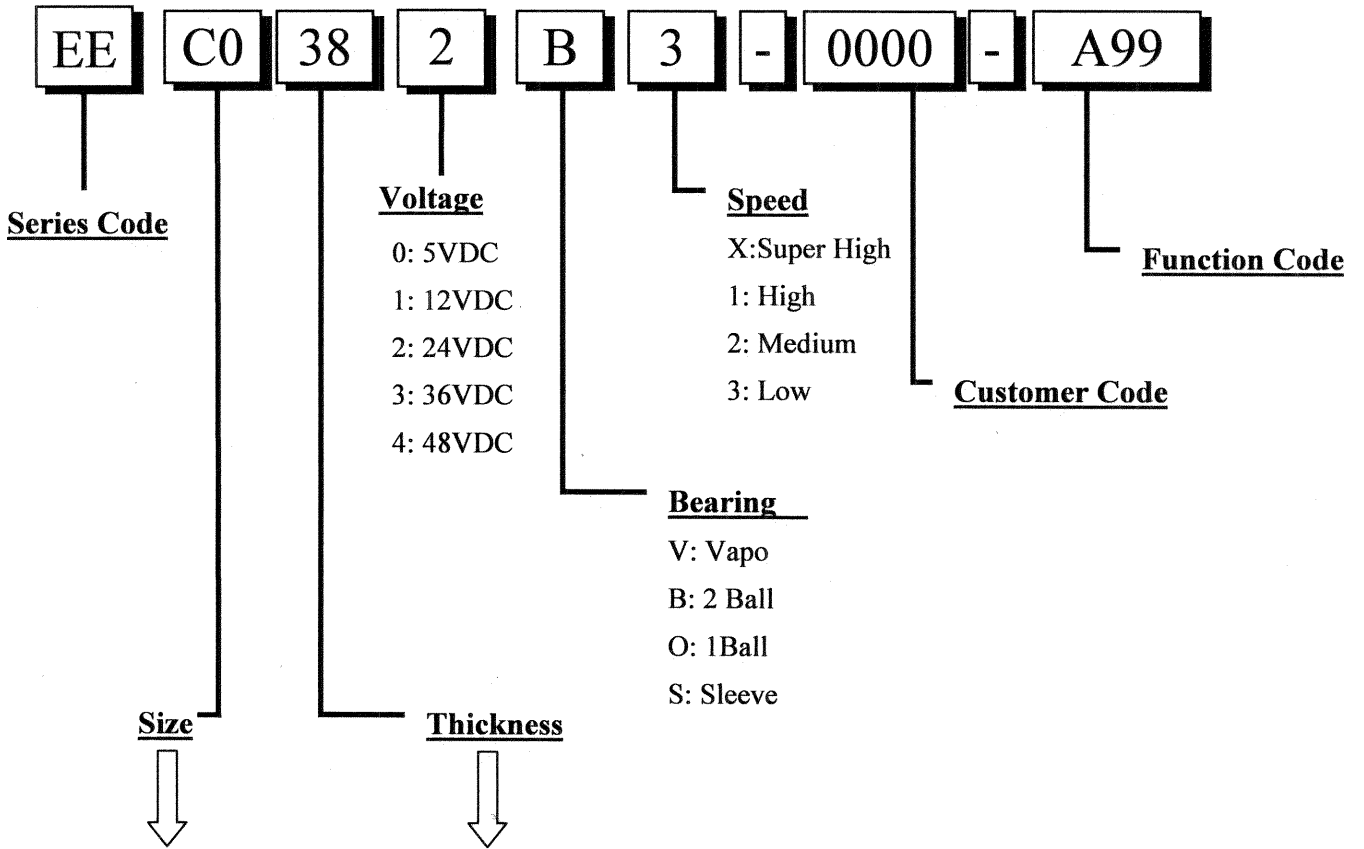 EE C0 38 2 B 3 - 0000 - A99
Series Code
Voltage
0: 5VDC
1: 12VDC
2: 24VDC
3: 36VDC
4: 48VDC
Speed
X:Super High
1: High
2: Medium
3: Low
Function Code
Customer Code
Bearing
V: Vapo
B: 2 Ball
O: 1Ball
S: Sleeve
Size
Thickness